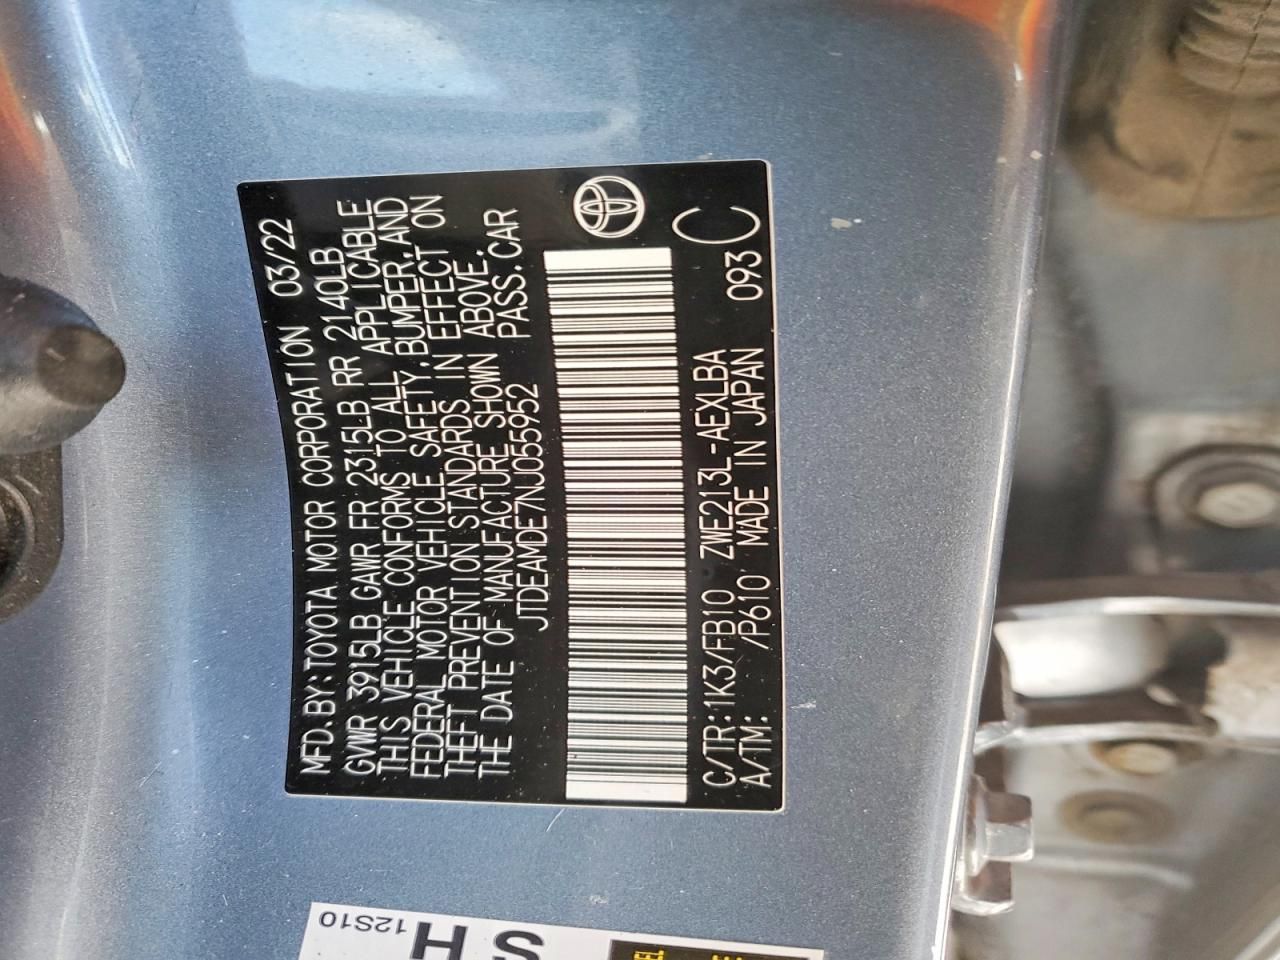 MFD.BY:TOYOTA MOTOR CORPORATION 03/22
GVWR 3915LB GAWR FR 2315LB RR 2140LB
THIS VEHICLE CONFORMS TO ALL APPLICABLE
FEDERAL MOTOR VEHICLE SAFETY,BUMPER,AND
THEFT PREVENTION STANDARDS IN EFFECT ON
THE DATE OF MANUFACTURE SHOWN ABOVE.
JTDEAMDE7NJ055952 PASS.CAR
C/TR:1K3/FB10 ZWE213L-AEXLBA
A/TM: /P610 MADE IN JAPAN 093 C
12S10
SH